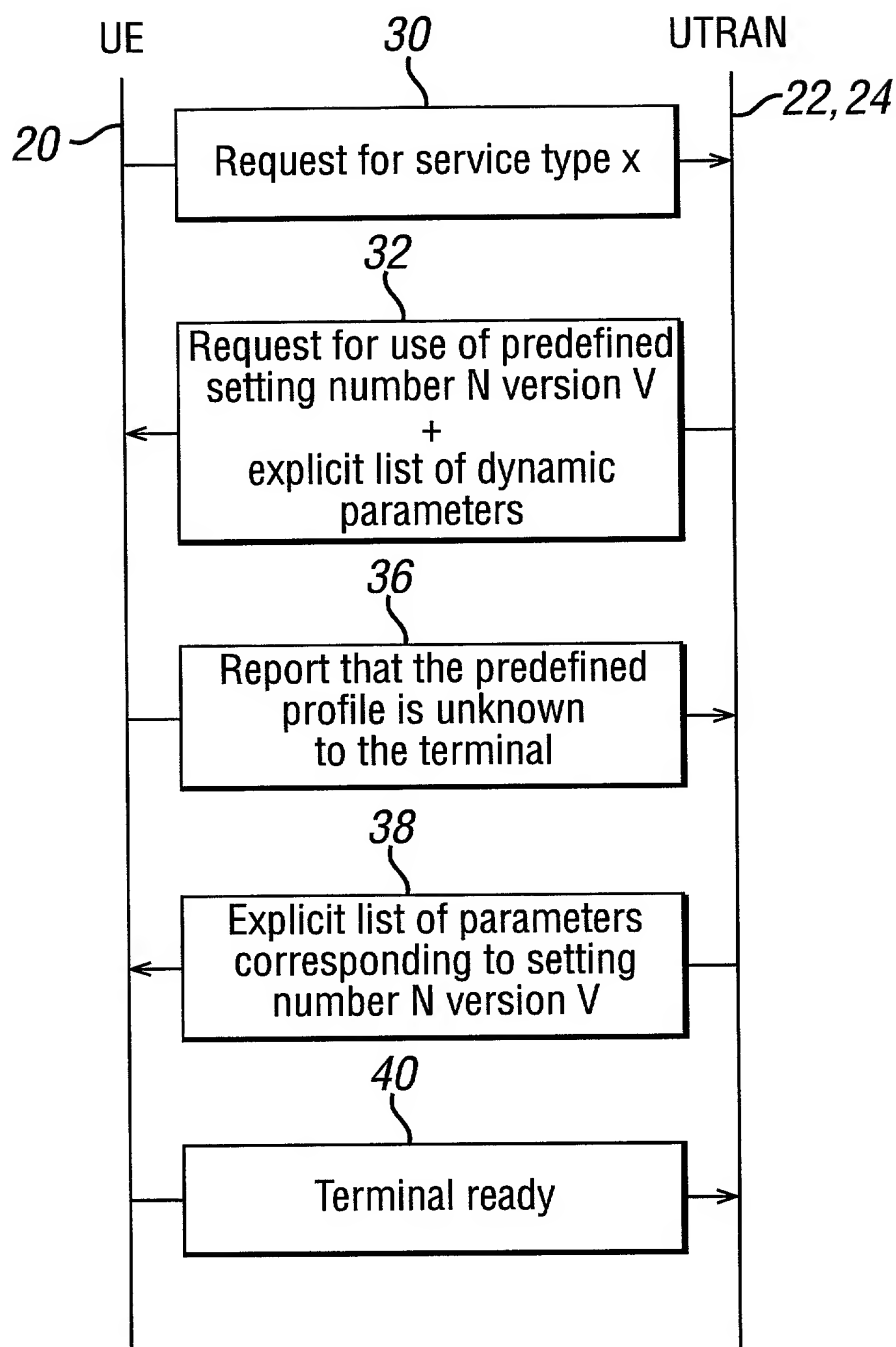 UE
30
UTRAN
20
22, 24
Request for service type x
32
Request for use of predefined
setting number N version V
+
explicit list of dynamic
parameters
36
Report that the predefined
profile is unknown
to the terminal
38
Explicit list of parameters
corresponding to setting
number N version V
40
Terminal ready